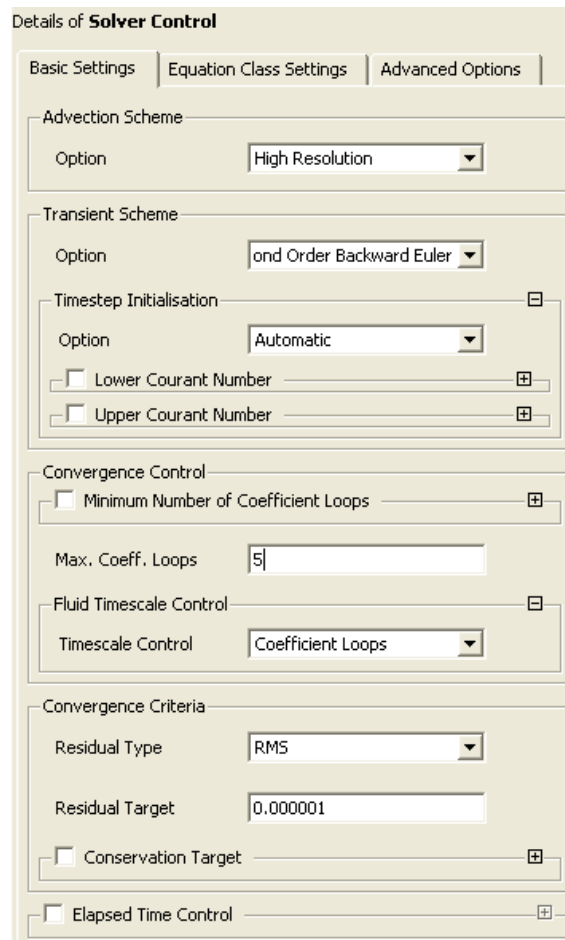 Details of Solver Control
Basic Settings Equation Class Settings Advanced Options
Advection Scheme
Option High Resolution
Transient Scheme
Option ond Order Backward Euler
Timestep Initialisation
Option Automatic
Lower Courant Number
Upper Courant Number
Convergence Control
Minimum Number of Coefficient Loops
Max. Coeff. Loops 5
Fluid Timescale Control
Timescale Control Coefficient Loops
Convergence Criteria
Residual Type RMS
Residual Target 0.000001
Conservation Target
Elapsed Time Control